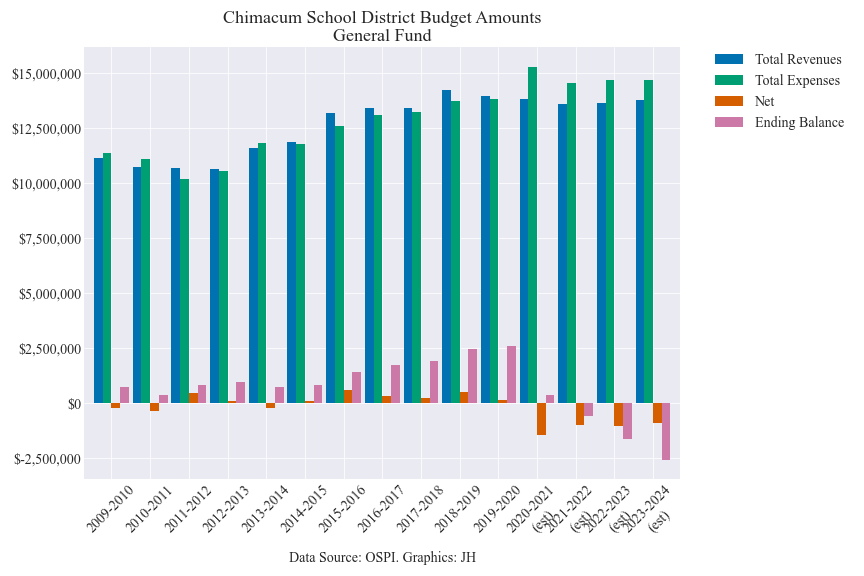 Chimacum School District Budget Amounts
General Fund
$15,000,000
$12,500,000
$10,000,000
$7,500,000
$5,000,000
$2,500,000
$0
$-2,500,000
Total Revenues
Total Expenses
Net
Ending Balance
2009-2010
2010-2011
2011-2012
2012-2013
2013-2014
2014-2015
2015-2016
2016-2017
2017-2018
2018-2019
2019-2020
2020-2021
(est)
2021-2022
(est)
2022-2023
(est)
2023-2024
(est)
Data Source: OSPI. Graphics: JH